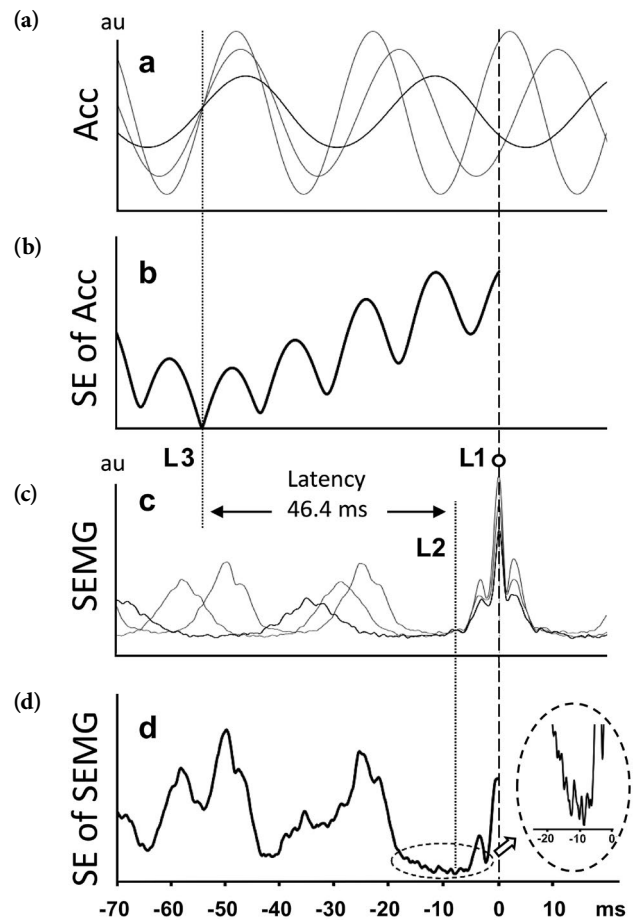 (a)
au
a
Acc
(b)
b
SE of Acc
L3
L1
au
(c)
c
Latency
46.4 ms
L2
SEMG
(d)
d
SE of SEMG
-20 -10 0
-70 -60 -50 -40 -30 -20 -10 0 10 ms